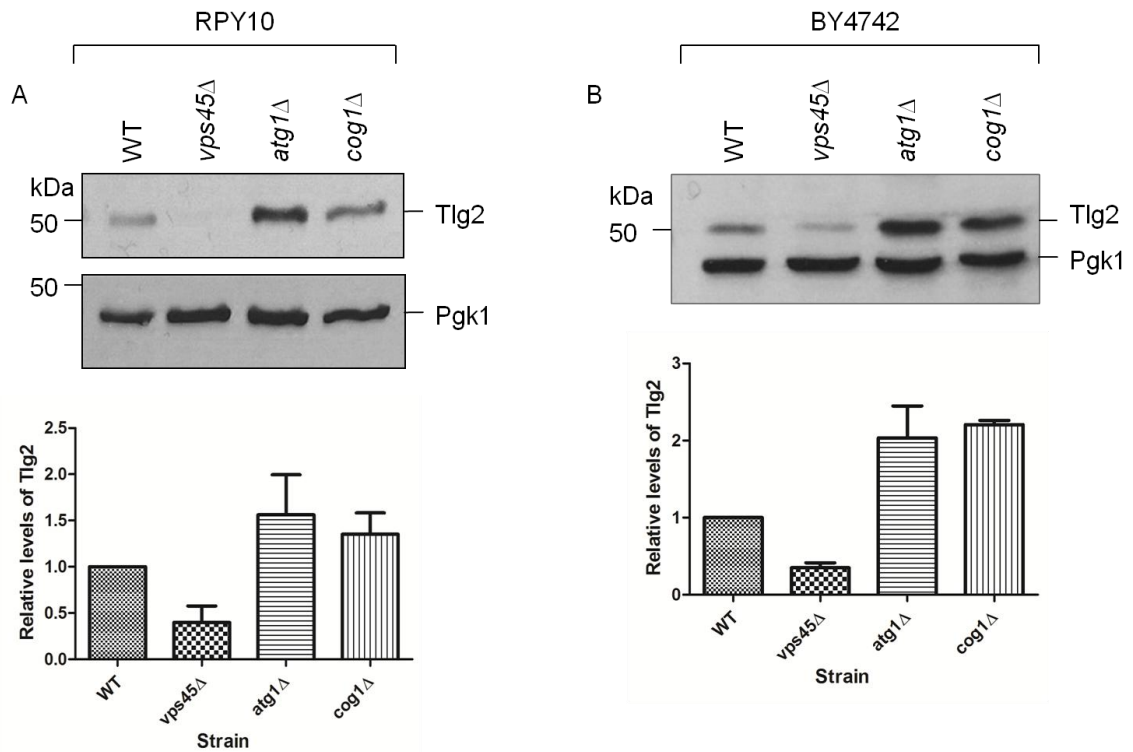 RPY10
A
WT
vps45Δ
atg1Δ
cog1Δ
kDa
50
Tlg2
50
Pgk1
Relative levels of Tlg2
2.5
2.0
1.5
1.0
0.5
0.0
WT
vps45Δ
atg1Δ
cog1Δ
Strain
BY4742
B
WT
vps45Δ
atg1Δ
cog1Δ
kDa
50
Tlg2
Pgk1
Relative levels of Tlg2
3
2
1
0
WT
vps45Δ
atg1Δ
cog1Δ
Strain